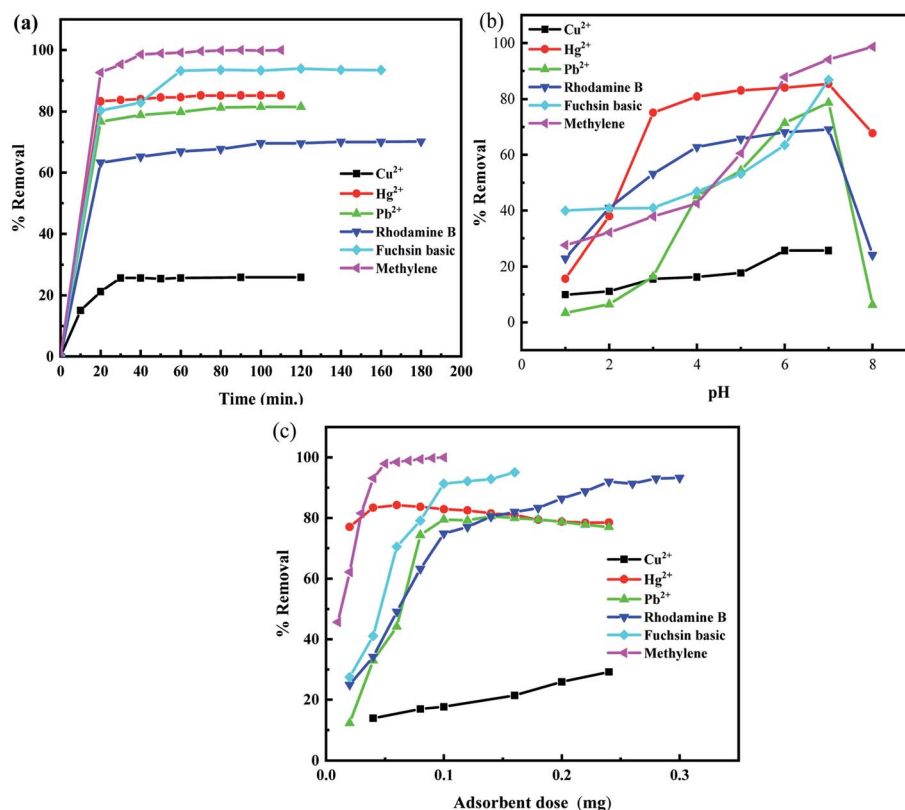 (a)
100
80
60
40
20
0
% Removal
0 20 40 60 80 100 120 140 160 180 200
Time (min.)
Cu²⁺
Hg²⁺
Pb²⁺
Rhodamine B
Fuchsin basic
Methylene
(b)
100
80
60
40
20
0
% Removal
0 2 4 6 8
pH
Cu²⁺
Hg²⁺
Pb²⁺
Rhodamine B
Fuchsin basic
Methylene
(c)
100
80
60
40
20
0
% Removal
0.0 0.1 0.2 0.3
Adsorbent dose (mg)
Cu²⁺
Hg²⁺
Pb²⁺
Rhodamine B
Fuchsin basic
Methylene